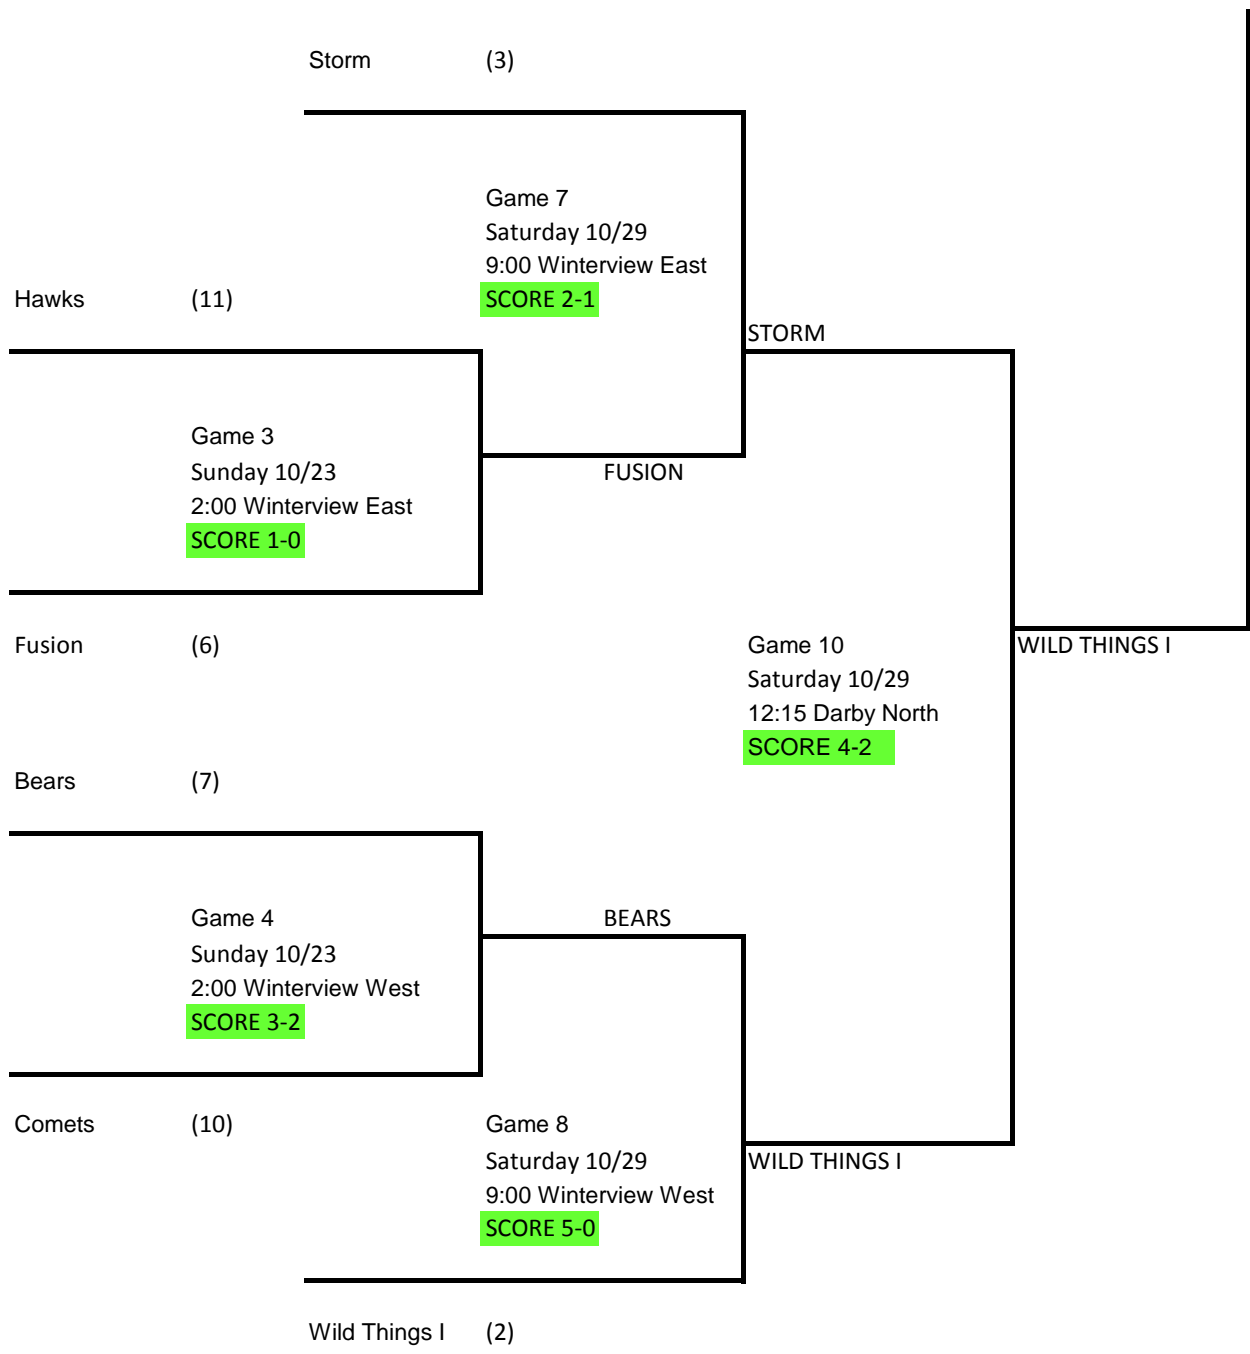 Storm (3)
Game 7
Saturday 10/29
9:00 Winterview East
Hawks (11) SCORE 2-1
STORM
Game 3
Sunday 10/23 FUSION
2:00 Winterview East
SCORE 1-0
Fusion (6) Game 10 WILD THINGS I
Saturday 10/29
12:15 Darby North
SCORE 4-2
Bears (7)
Game 4 BEARS
Sunday 10/23
2:00 Winterview West
SCORE 3-2
Comets (10) Game 8
Saturday 10/29 WILD THINGS I
9:00 Winterview West
SCORE 5-0
Wild Things I (2)